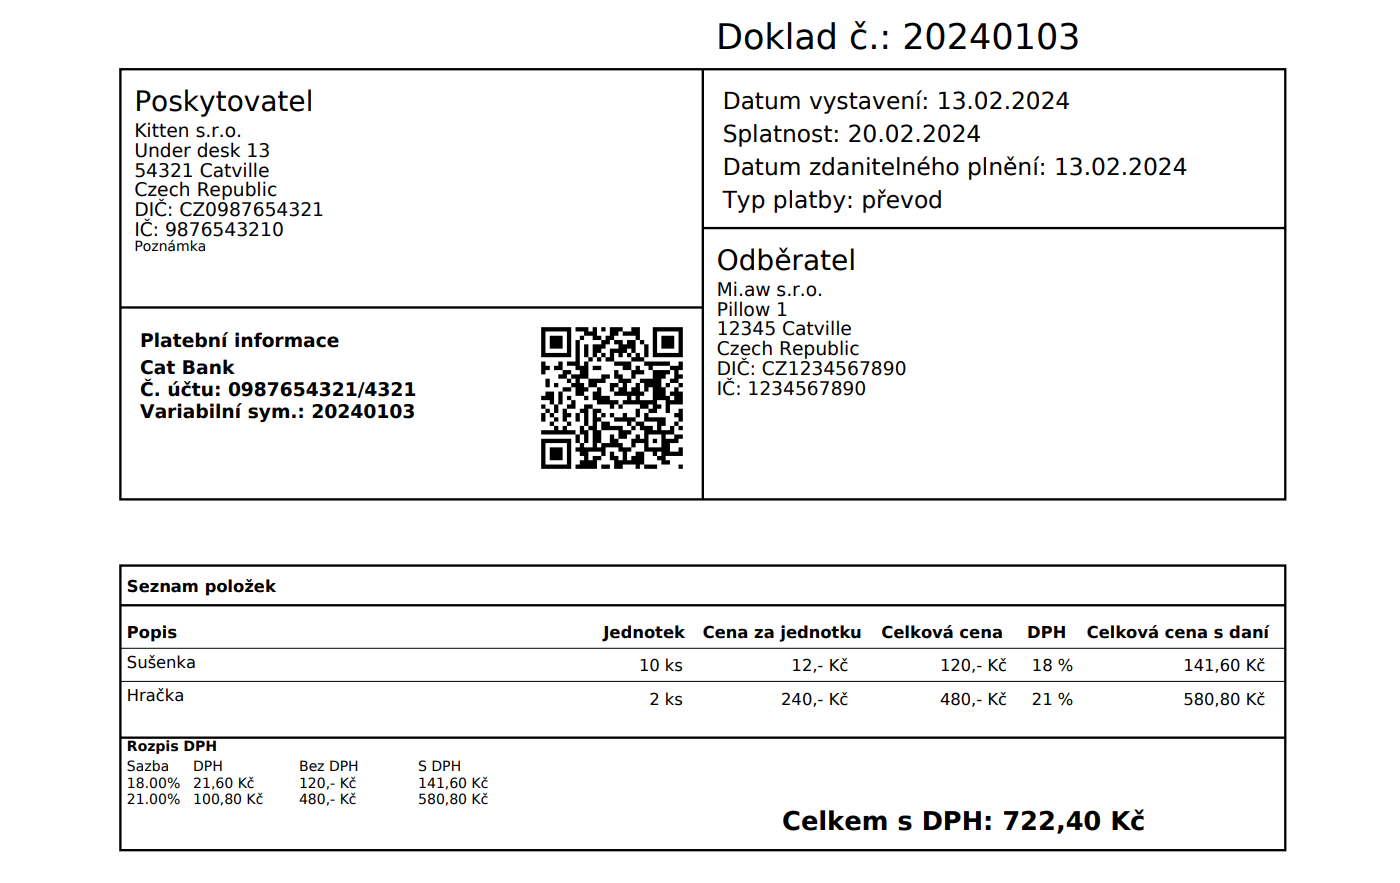 Doklad č.: 20240103
Poskytovatel
Kitten s.r.o.
Under desk 13
54321 Catville
Czech Republic
DIČ: CZ0987654321
IČ: 9876543210
Poznámka
Datum vystavení: 13.02.2024
Splatnost: 20.02.2024
Datum zdanitelného plnění: 13.02.2024
Typ platby: převod
Platební informace
Cat Bank
Č. účtu: 0987654321/4321
Variabilní sym.: 20240103
Odběratel
Mi.aw s.r.o.
Pillow 1
12345 Catville
Czech Republic
DIČ: CZ1234567890
IČ: 1234567890
Seznam položek
Popis Jednotek Cena za jednotku Celková cena DPH Celková cena s daní
Sušenka 10 ks 12,- Kč 120,- Kč 18 % 141,60 Kč
Hračka 2 ks 240,- Kč 480,- Kč 21 % 580,80 Kč
Rozpis DPH
Sazba DPH Bez DPH S DPH
18.00% 21,60 Kč 120,- Kč 141,60 Kč
21.00% 100,80 Kč 480,- Kč 580,80 Kč
Celkem s DPH: 722,40 Kč